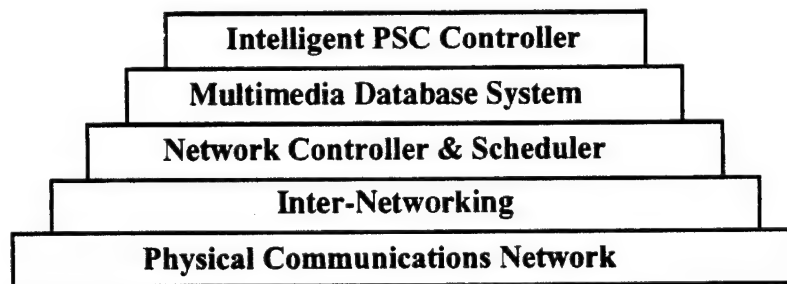 Intelligent PSC Controller
Multimedia Database System
Network Controller & Scheduler
Inter-Networking
Physical Communications Network